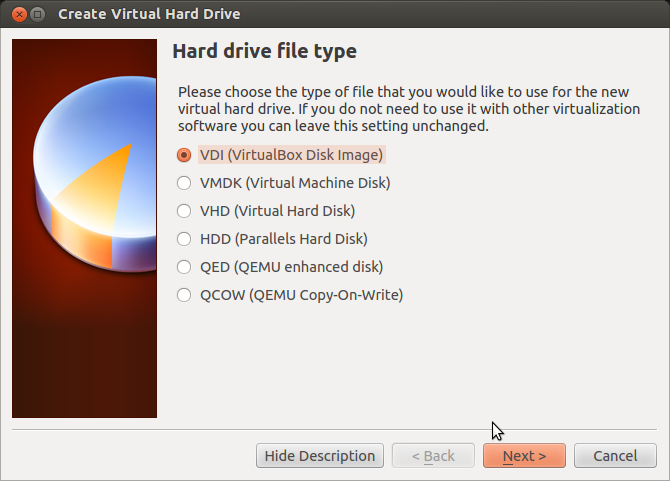 Create Virtual Hard Drive
Hard drive file type
Please choose the type of file that you would like to use for the new
virtual hard drive. If you do not need to use it with other virtualization
software you can leave this setting unchanged.
VDI (VirtualBox Disk Image)
VMDK (Virtual Machine Disk)
VHD (Virtual Hard Disk)
HDD (Parallels Hard Disk)
QED (QEMU enhanced disk)
QCOW (QEMU Copy-On-Write)
Hide Description
< Back
Next >
Cancel